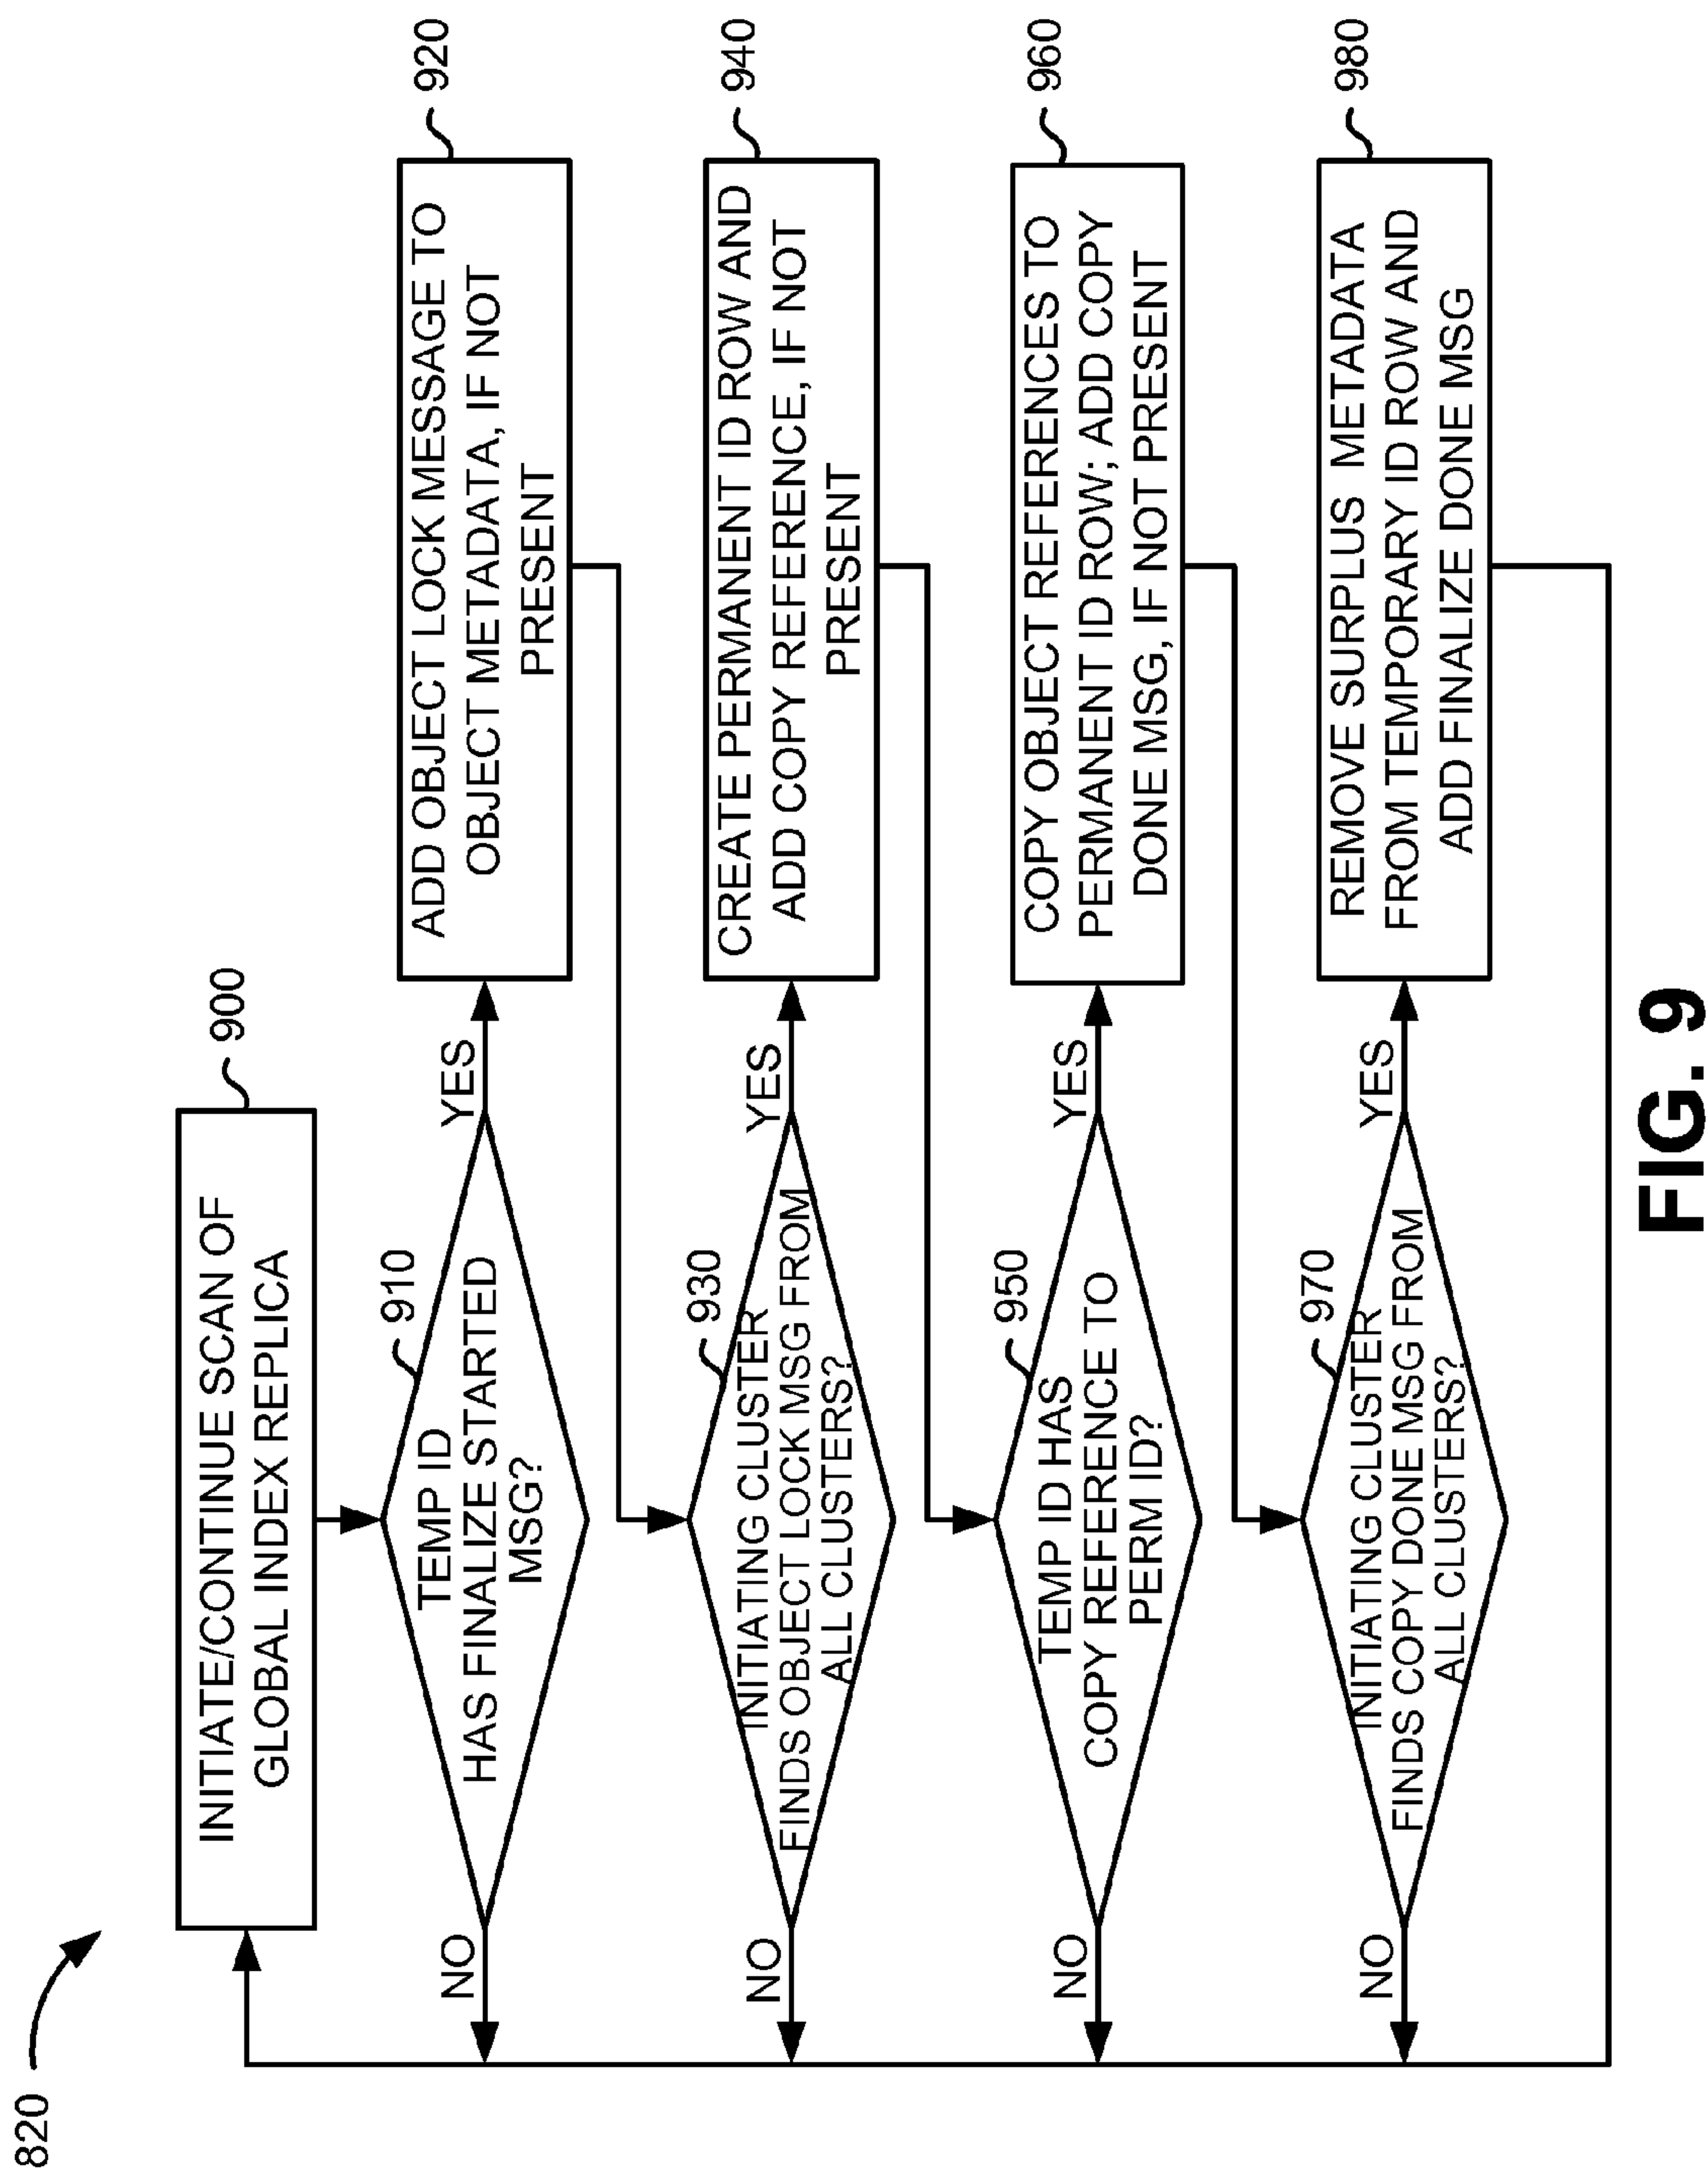 820
900
INITIATE/CONTINUE SCAN OF
GLOBAL INDEX REPLICA
910
TEMP ID
HAS FINALIZE STARTED
MSG?
NO
YES
920
ADD OBJECT LOCK MESSAGE TO
OBJECT METADATA, IF NOT
PRESENT
930
INITIATING CLUSTER
FINDS OBJECT LOCK MSG FROM
ALL CLUSTERS?
NO
YES
940
CREATE PERMANENT ID ROW AND
ADD COPY REFERENCE, IF NOT
PRESENT
950
TEMP ID HAS
COPY REFERENCE TO
PERM ID?
NO
YES
960
COPY OBJECT REFERENCES TO
PERMANENT ID ROW; ADD COPY
DONE MSG, IF NOT PRESENT
970
INITIATING CLUSTER
FINDS COPY DONE MSG FROM
ALL CLUSTERS?
NO
YES
980
REMOVE SURPLUS METADATA
FROM TEMPORARY ID ROW AND
ADD FINALIZE DONE MSG
FIG. 9